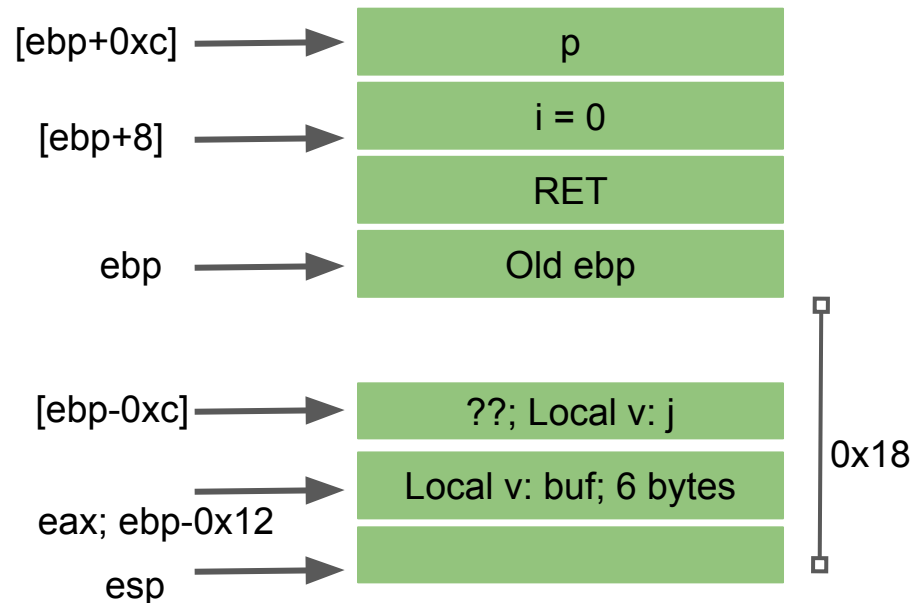 [ebp+0xc]
p
[ebp+8]
i = 0
RET
ebp
Old ebp
[ebp-0xc]
??; Local v: j
0x18
Local v: buf; 6 bytes
eax; ebp-0x12
esp